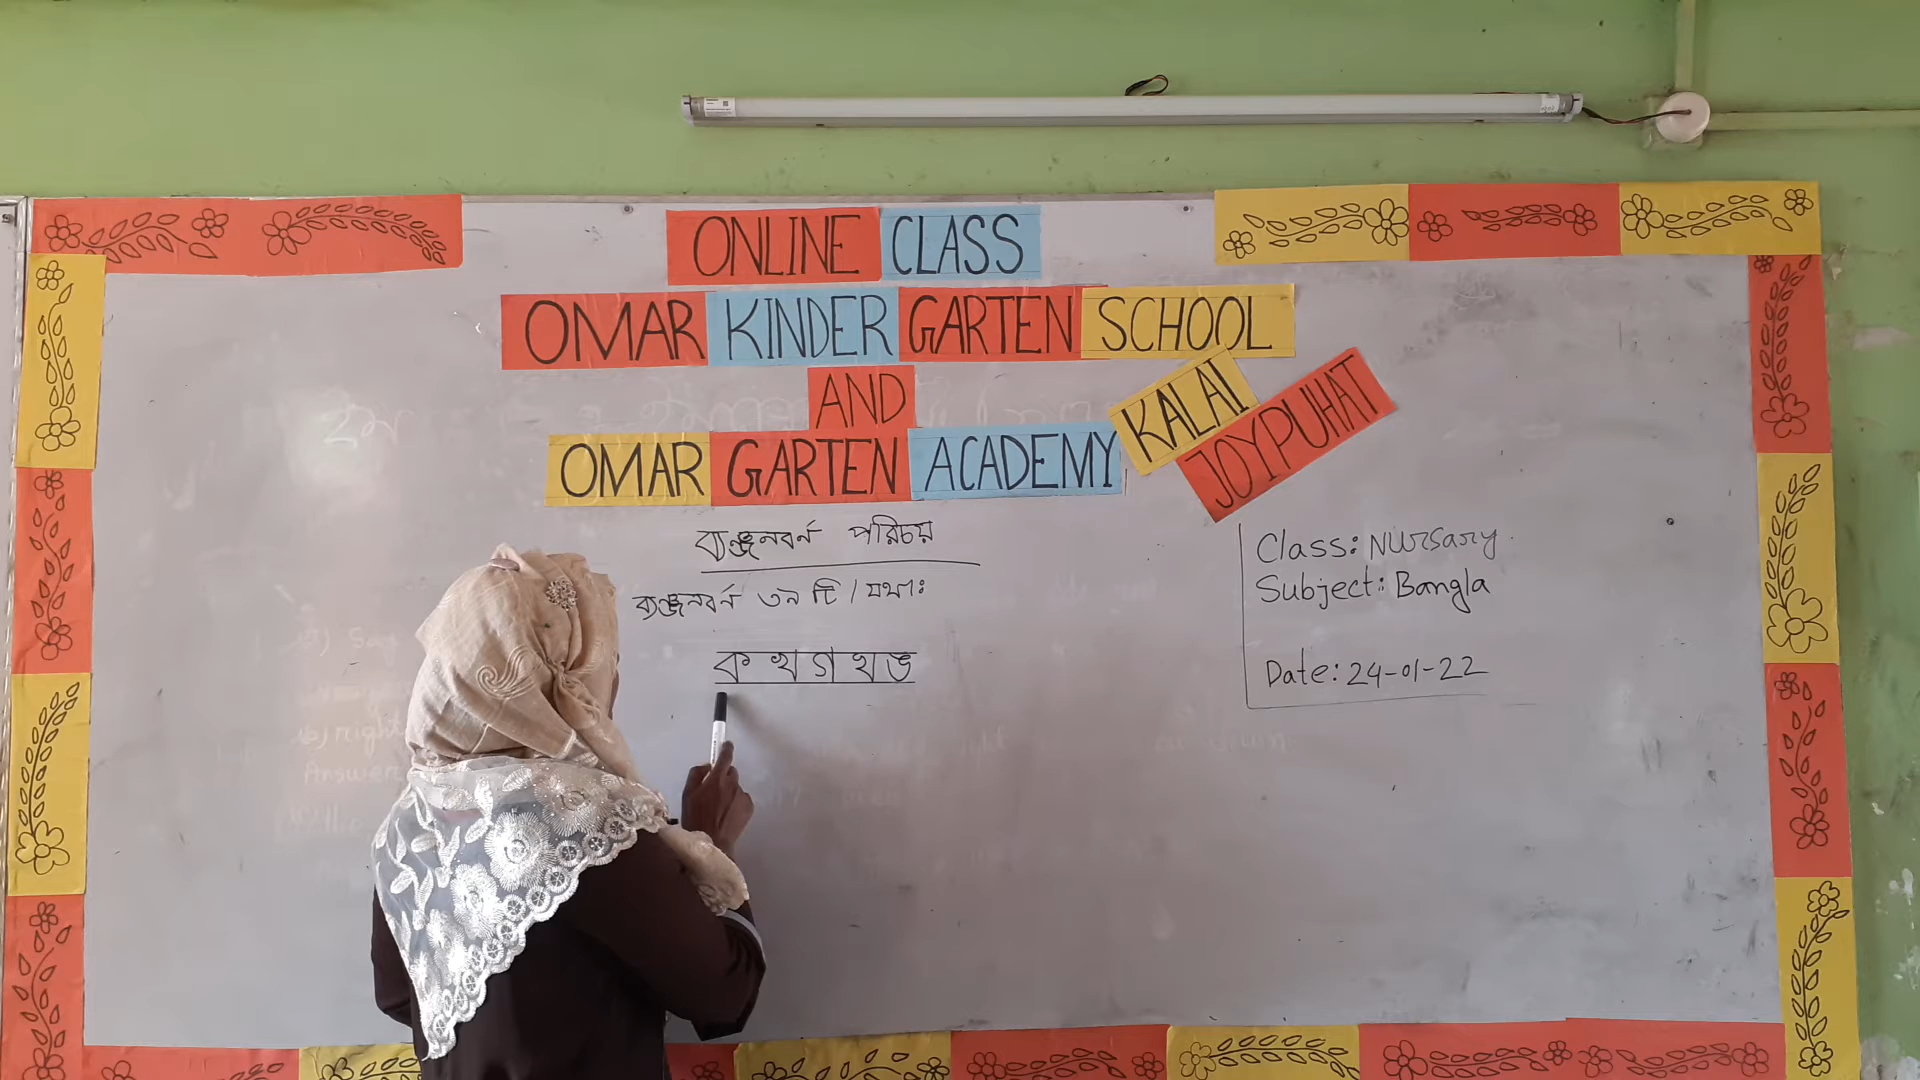 ONLINE CLASS
OMAR KINDER GARTEN SCHOOL
AND
OMAR GARTEN ACADEMY
KALAI
JOYPUHAT
ব্যঞ্জনবর্ন পরিচয়
ব্যঞ্জনবর্ন ৩৯ টি / যথাঃ
ক খ গ ঘ ঙ
Class: Nursary.
Subject: Bangla
Date: 24-01-22